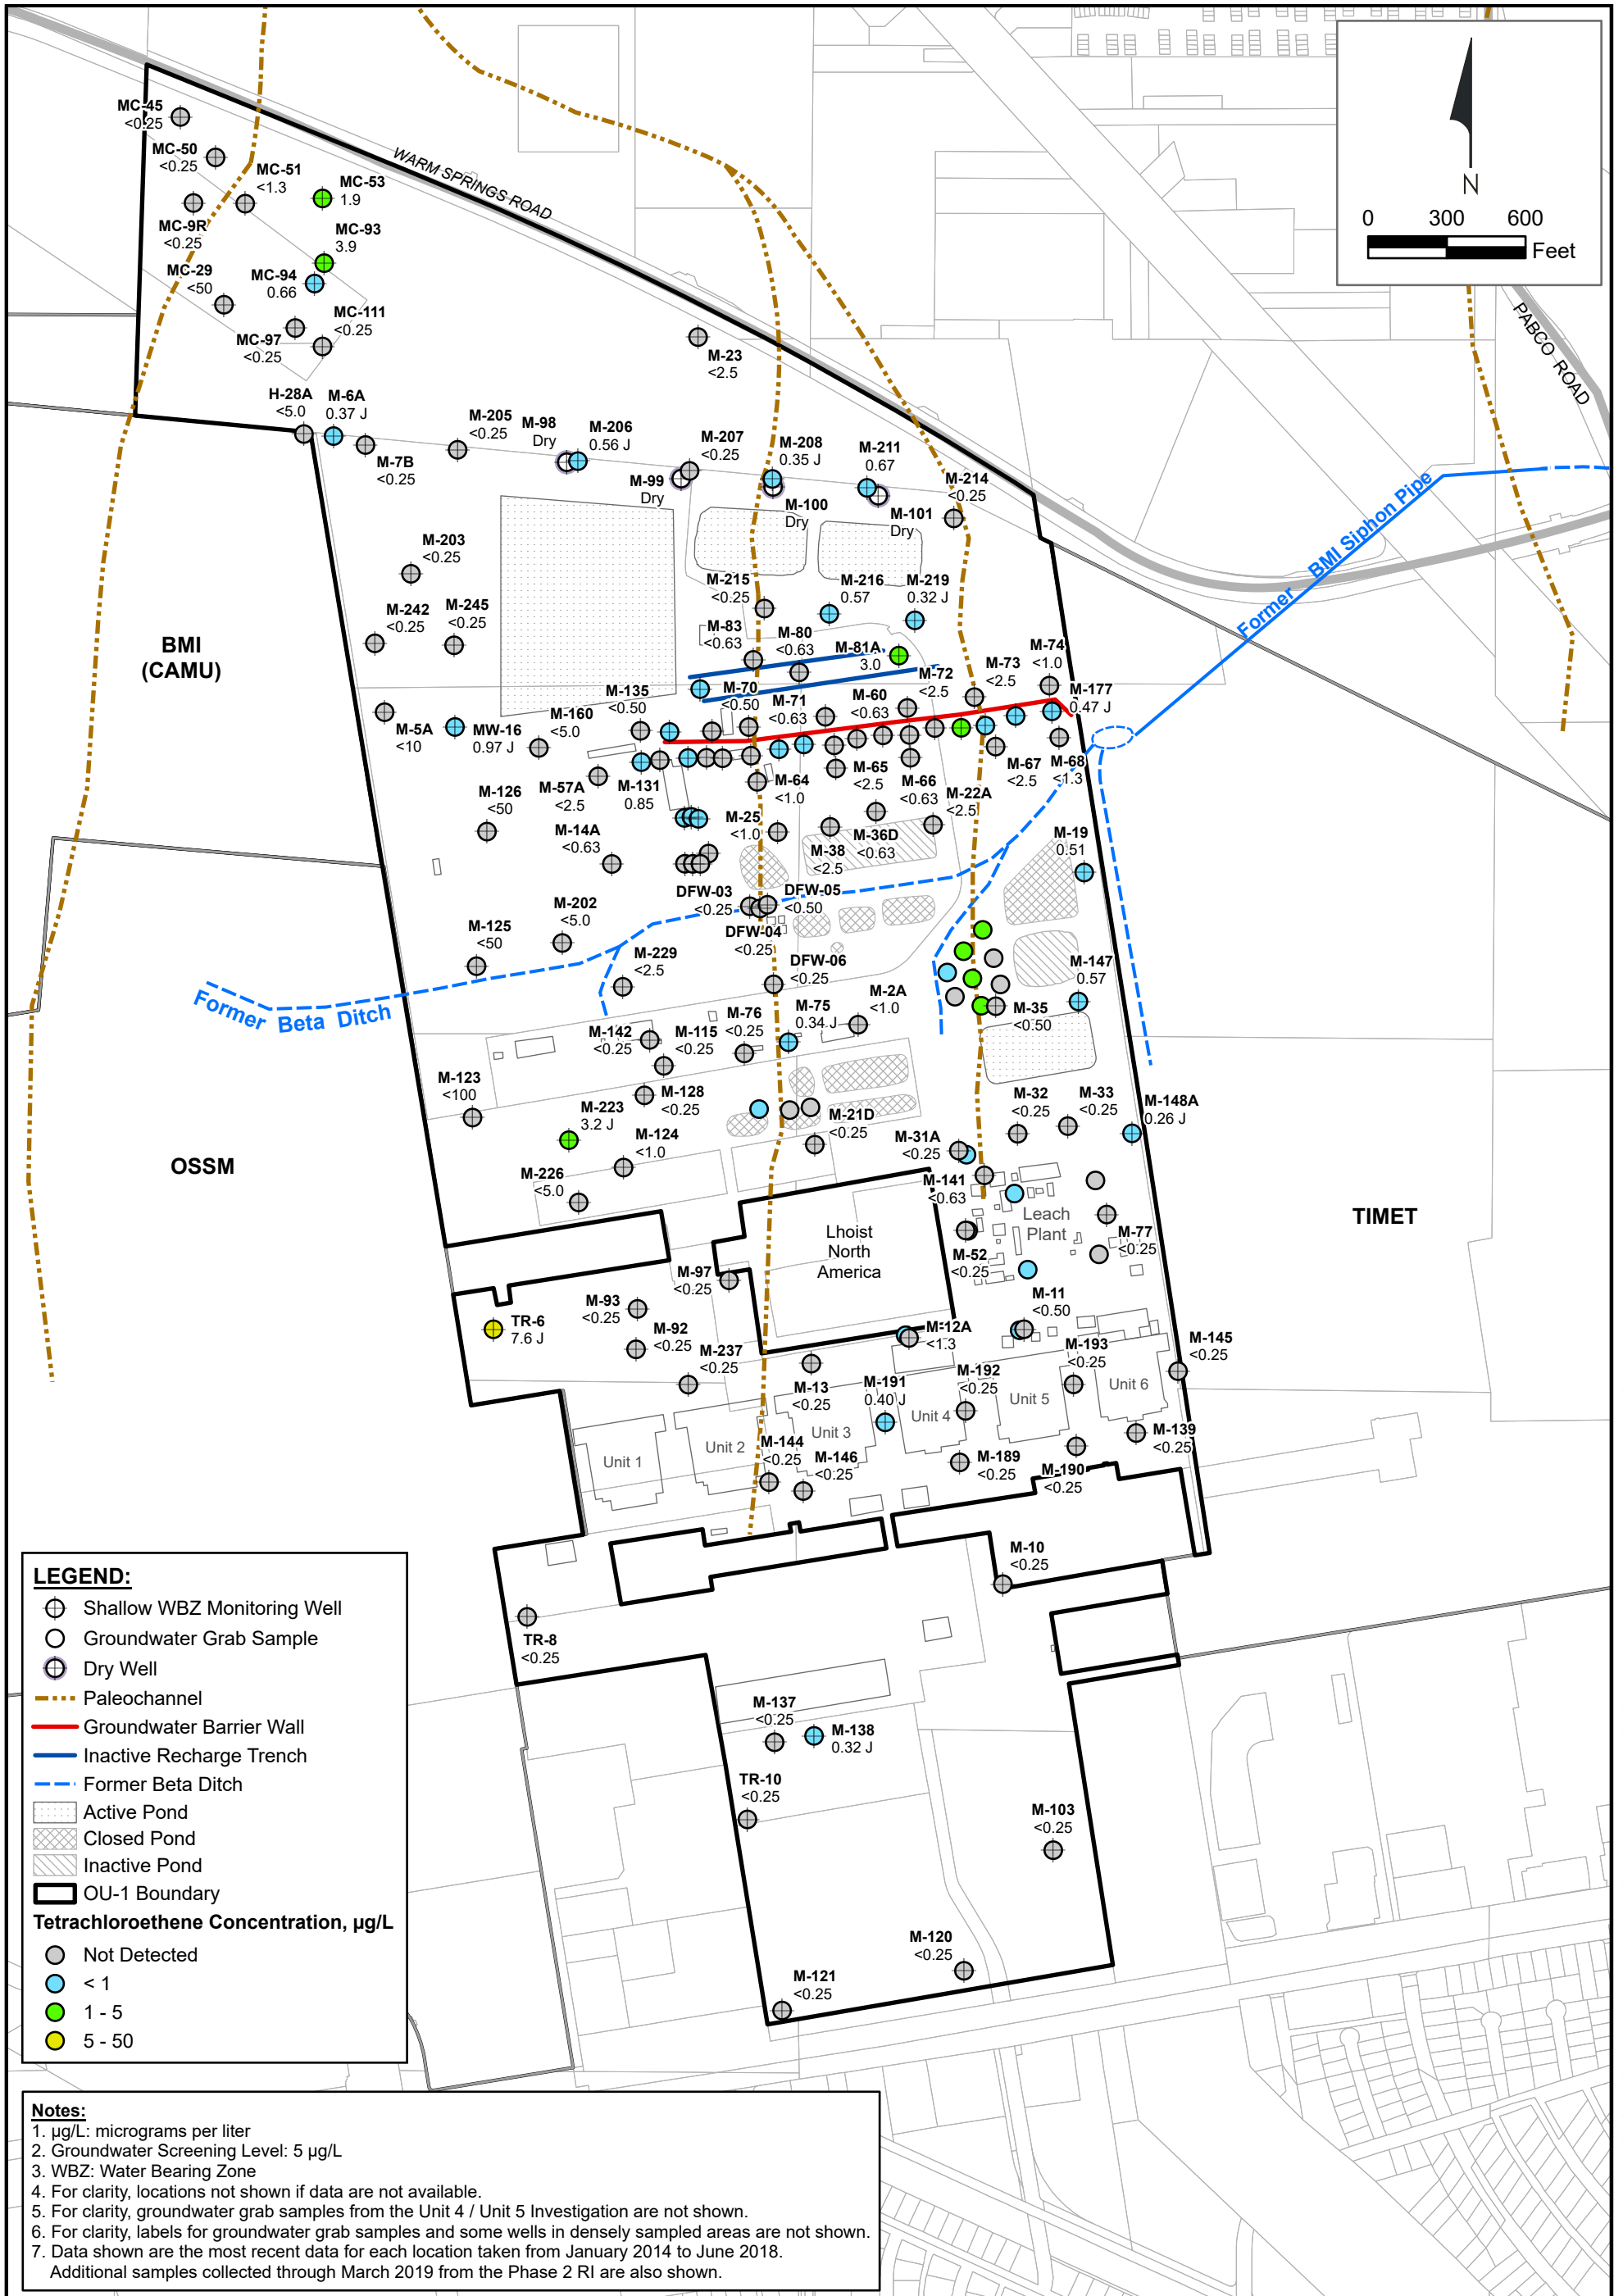 MC-45
<0.25
MC-50
<0.25
MC-51
<1.3
MC-53
1.9
MC-9R
<0.25
MC-93
3.9
MC-29
<50
MC-94
0.66
MC-111
<0.25
MC-97
<0.25
WARM SPRINGS ROAD
N
0 300 600
Feet
PABCO ROAD
M-23
<2.5
H-28A
<5.0
M-6A
0.37 J
M-7B
<0.25
M-205
<0.25
M-98
Dry
M-206
0.56 J
M-207
<0.25
M-99
Dry
M-208
0.35 J
M-100
Dry
M-211
0.67
M-101
Dry
M-214
<0.25
Former BMI Siphon Pipe
M-203
<0.25
M-215
<0.25
M-216
0.57
M-219
0.32 J
M-242
<0.25
M-245
<0.25
BMI
(CAMU)
M-83
<0.63
M-80
<0.63
M-81A
3.0
M-72
<2.5
M-73
<2.5
M-74
<1.0
M-177
0.47 J
M-135
<0.50
M-70
<0.50
M-71
<0.63
M-60
<0.63
M-5A
<10
MW-16
0.97 J
M-160
<5.0
M-57A
<2.5
M-131
0.85
M-64
<1.0
M-65
<2.5
M-66
<0.63
M-67
<2.5
M-68
<1.3
M-126
<50
M-14A
<0.63
M-25
<1.0
M-38
<2.5
M-36D
<0.63
M-22A
<2.5
M-19
0.51
DFW-03
<0.25
DFW-05
<0.50
DFW-04
<0.25
M-202
<5.0
M-125
<50
M-229
<2.5
DFW-06
<0.25
M-147
0.57
Former Beta Ditch
M-35
<0.50
M-142
<0.25
M-115
<0.25
M-76
<0.25
M-75
0.34 J
M-2A
<1.0
M-123
<100
M-128
<0.25
M-223
3.2 J
M-124
<1.0
M-21D
<0.25
M-32
<0.25
M-33
<0.25
M-148A
0.26 J
M-31A
<0.25
OSSM
M-226
<5.0
M-141
<0.63
Leach
Plant
TIMET
Lhoist
North
America
M-52
<0.25
M-77
<0.25
M-97
<0.25
M-93
<0.25
TR-6
7.6 J
M-92
<0.25
M-11
<0.50
M-12A
<1.3
M-237
<0.25
M-13
<0.25
M-191
0.40 J
M-192
<0.25
M-193
<0.25
M-145
<0.25
Unit 1
Unit 2
Unit 3
Unit 4
Unit 5
Unit 6
M-144
<0.25
M-146
<0.25
M-189
<0.25
M-190
<0.25
M-139
<0.25
M-10
<0.25
TR-8
<0.25
M-137
<0.25
M-138
0.32 J
TR-10
<0.25
M-103
<0.25
M-120
<0.25
M-121
<0.25
LEGEND:
Shallow WBZ Monitoring Well
Groundwater Grab Sample
Dry Well
Paleochannel
Groundwater Barrier Wall
Inactive Recharge Trench
Former Beta Ditch
Active Pond
Closed Pond
Inactive Pond
OU-1 Boundary
Tetrachloroethene Concentration, µg/L
Not Detected
< 1
1 - 5
5 - 50
Notes:
1. µg/L: micrograms per liter
2. Groundwater Screening Level: 5 µg/L
3. WBZ: Water Bearing Zone
4. For clarity, locations not shown if data are not available.
5. For clarity, groundwater grab samples from the Unit 4 / Unit 5 Investigation are not shown.
6. For clarity, labels for groundwater grab samples and some wells in densely sampled areas are not shown.
7. Data shown are the most recent data for each location taken from January 2014 to June 2018.
Additional samples collected through March 2019 from the Phase 2 RI are also shown.